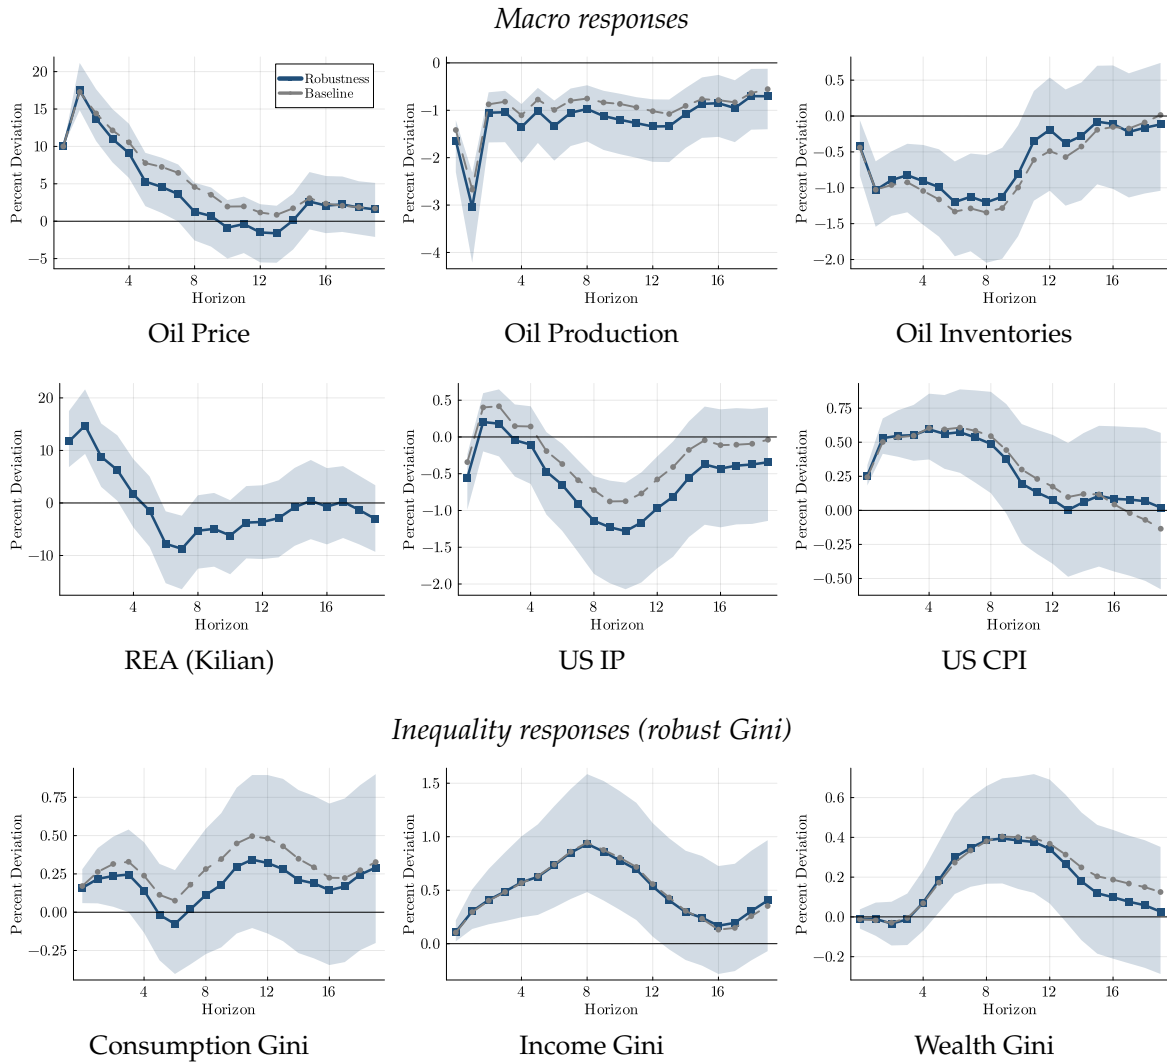 Macro responses
Percent Deviation
20
15
10
5
0
−5
4
8
12
16
Horizon
Robustness
Baseline
Oil Price
Percent Deviation
0
−1
−2
−3
−4
4
8
12
16
Horizon
Oil Production
Percent Deviation
0.5
0.0
−0.5
−1.0
−1.5
−2.0
4
8
12
16
Horizon
Oil Inventories
Percent Deviation
20
10
0
−10
4
8
12
16
Horizon
REA (Kilian)
Percent Deviation
0.5
0.0
−0.5
−1.0
−1.5
−2.0
4
8
12
16
Horizon
US IP
Percent Deviation
0.75
0.50
0.25
0.00
−0.25
−0.50
4
8
12
16
Horizon
US CPI
Inequality responses (robust Gini)
Percent Deviation
0.75
0.50
0.25
0.00
−0.25
4
8
12
16
Horizon
Consumption Gini
Percent Deviation
1.5
1.0
0.5
0.0
4
8
12
16
Horizon
Income Gini
Percent Deviation
0.6
0.4
0.2
0.0
−0.2
4
8
12
16
Horizon
Wealth Gini